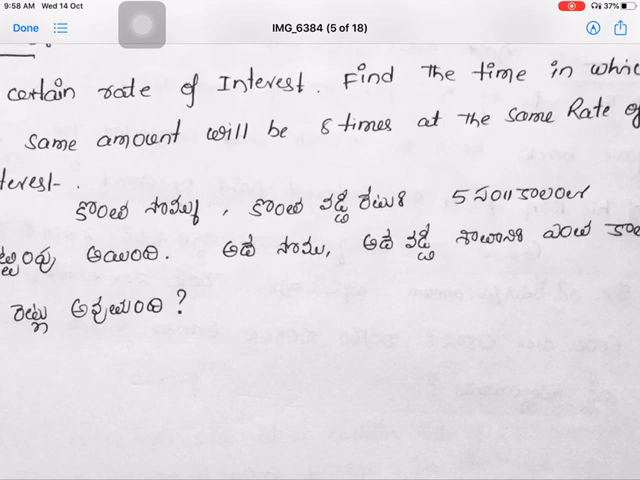 9:58 AM Wed 14 Oct 37%
Done IMG_6384 (5 of 18)
certain rate of Interest. Find the time in whic
same amount will be 8 times at the same Rate of
terest-.
కొంత సొమ్ము, కొంత వడ్డీ రేటుకి 5 సం॥ కాలంలో
ట్టింపు అయింది. అదే సొమ్ము, అదే వడ్డీ ఎంత కాల
రెట్లు అవుతుంది?